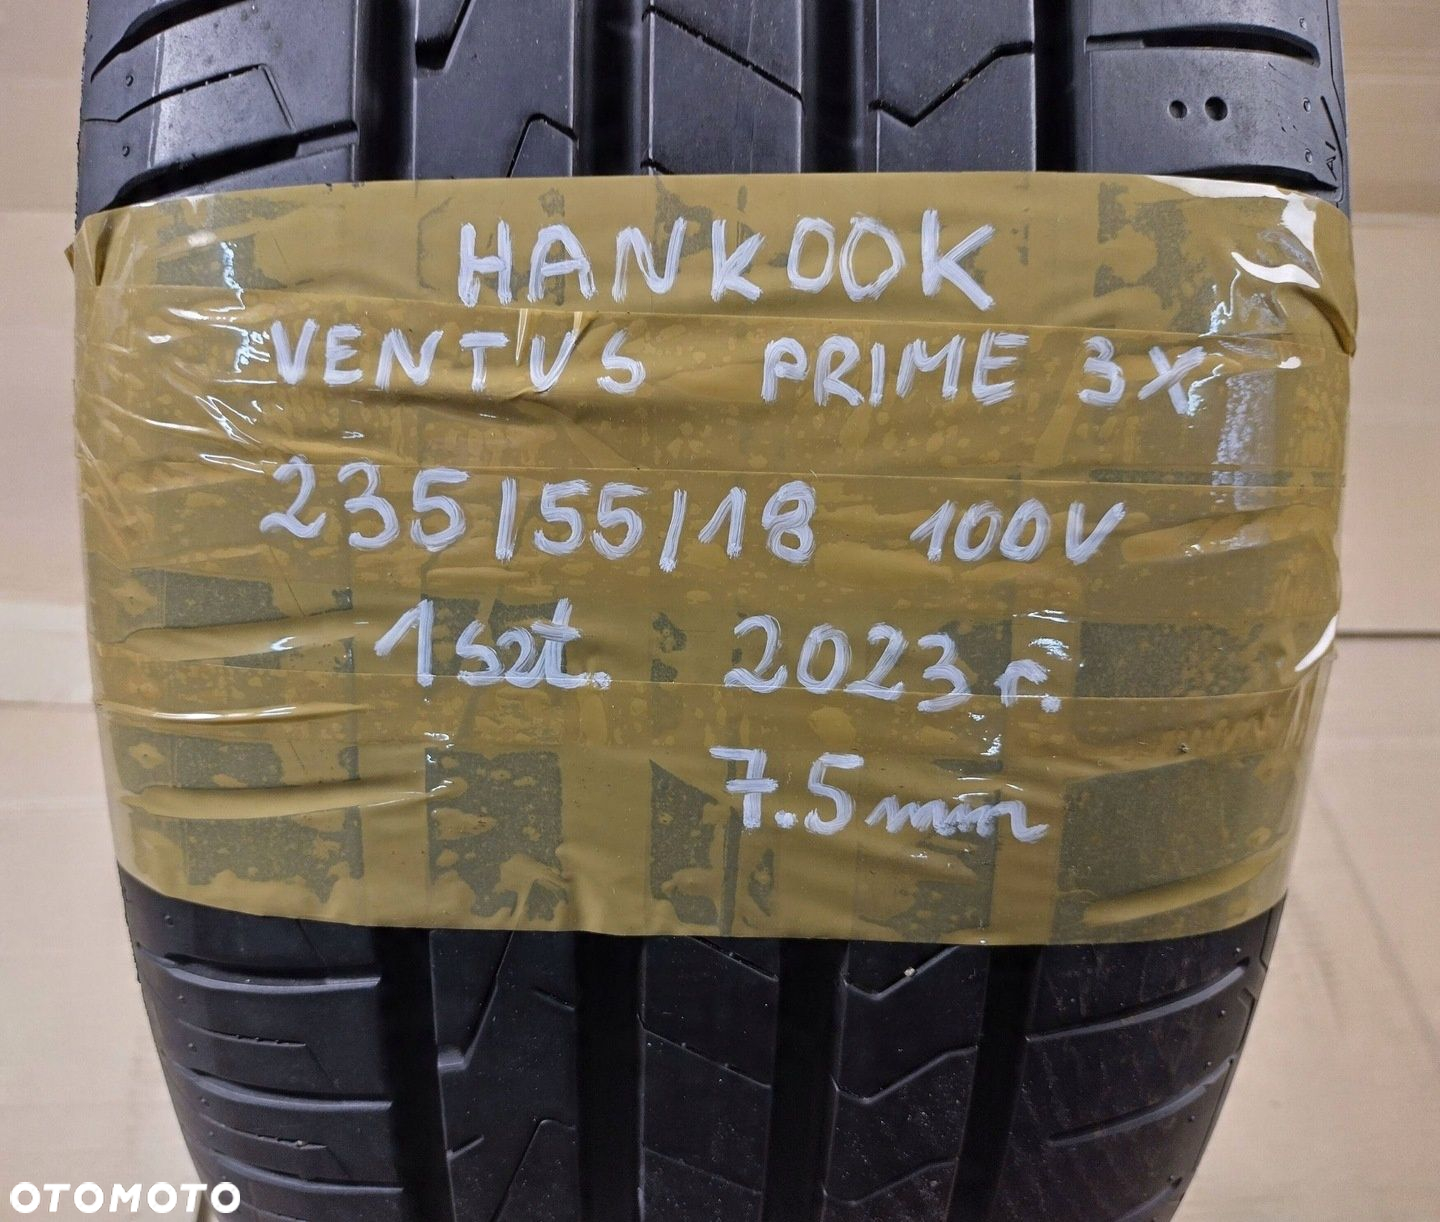 HANKOOK
VENTUS PRIME 3X
235/55/18 100V
1szt. 2023r.
7.5mm
OTOMOTO